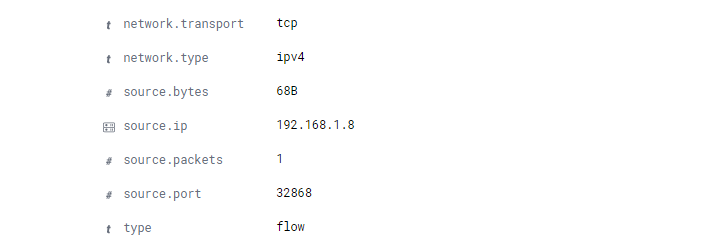 t network.transport tcp
t network.type ipv4
# source.bytes 68B
source.ip 192.168.1.8
# source.packets 1
# source.port 32868
t type flow